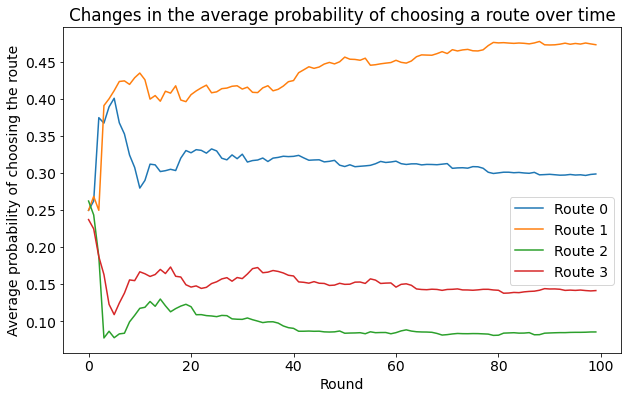 Changes in the average probability of choosing a route over time
Average probability of choosing the route
0.45
0.40
0.35
0.30
0.25
0.20
0.15
0.10
Route 0
Route 1
Route 2
Route 3
0 20 40 60 80 100
Round